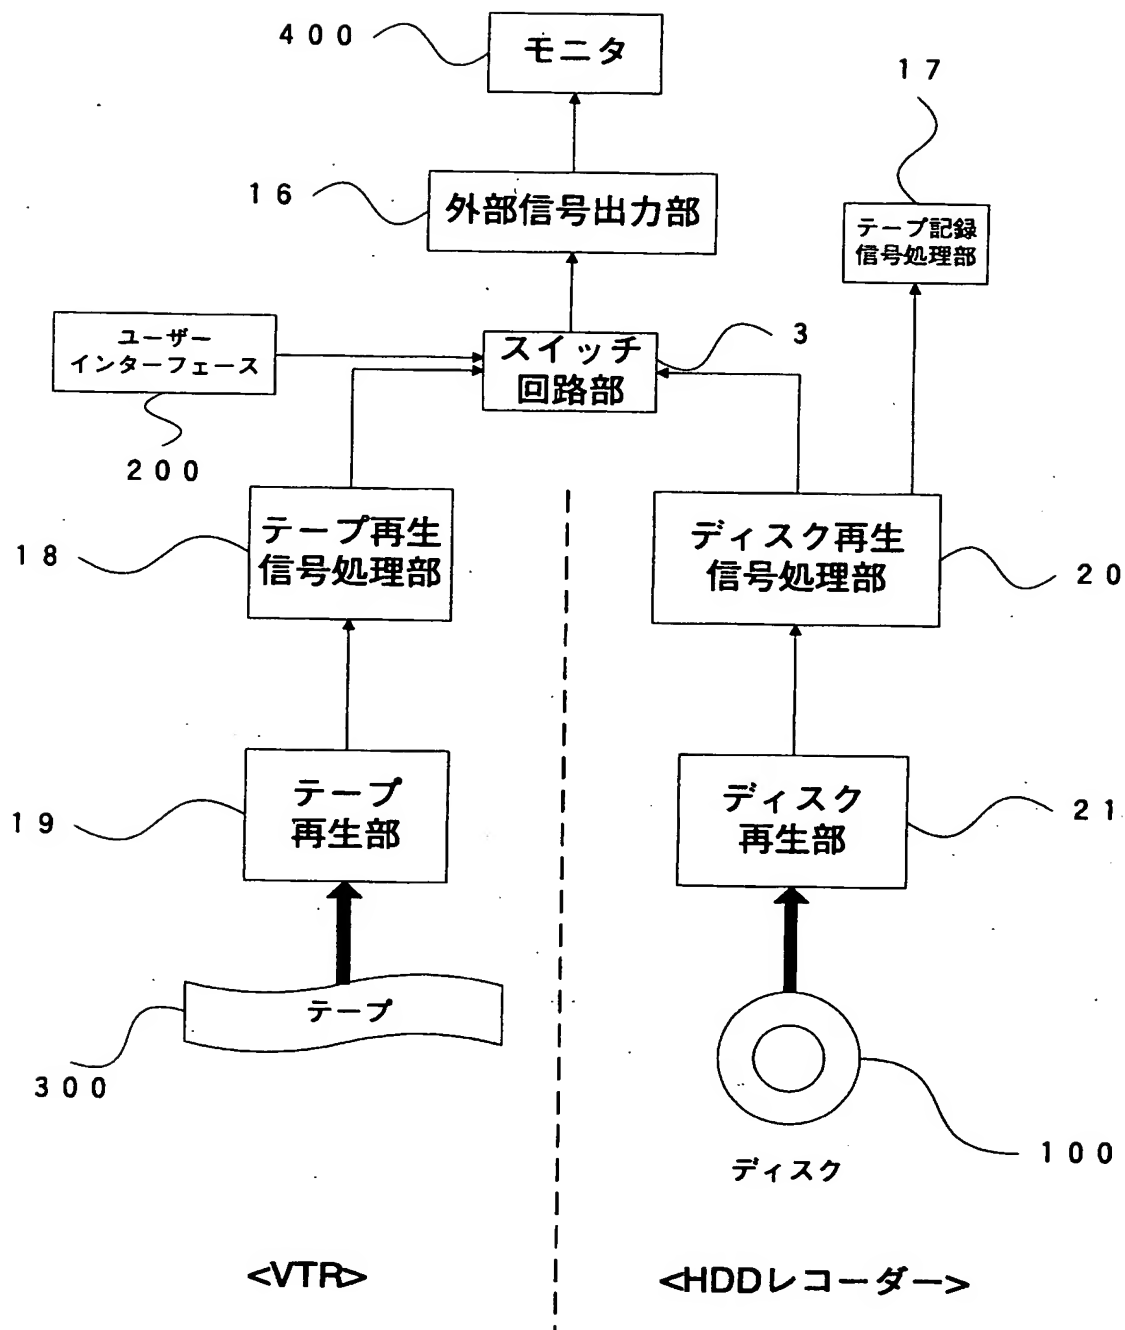 400
モニタ
17
16
外部信号出力部
テープ記録
信号処理部
ユーザー
インターフェース
スイッチ
回路部
3
200
18
テープ再生
信号処理部
ディスク再生
信号処理部
20
19
テープ
再生部
ディスク
再生部
21
テープ
300
100
ディスク
<VTR>
<HDDレコーダー>